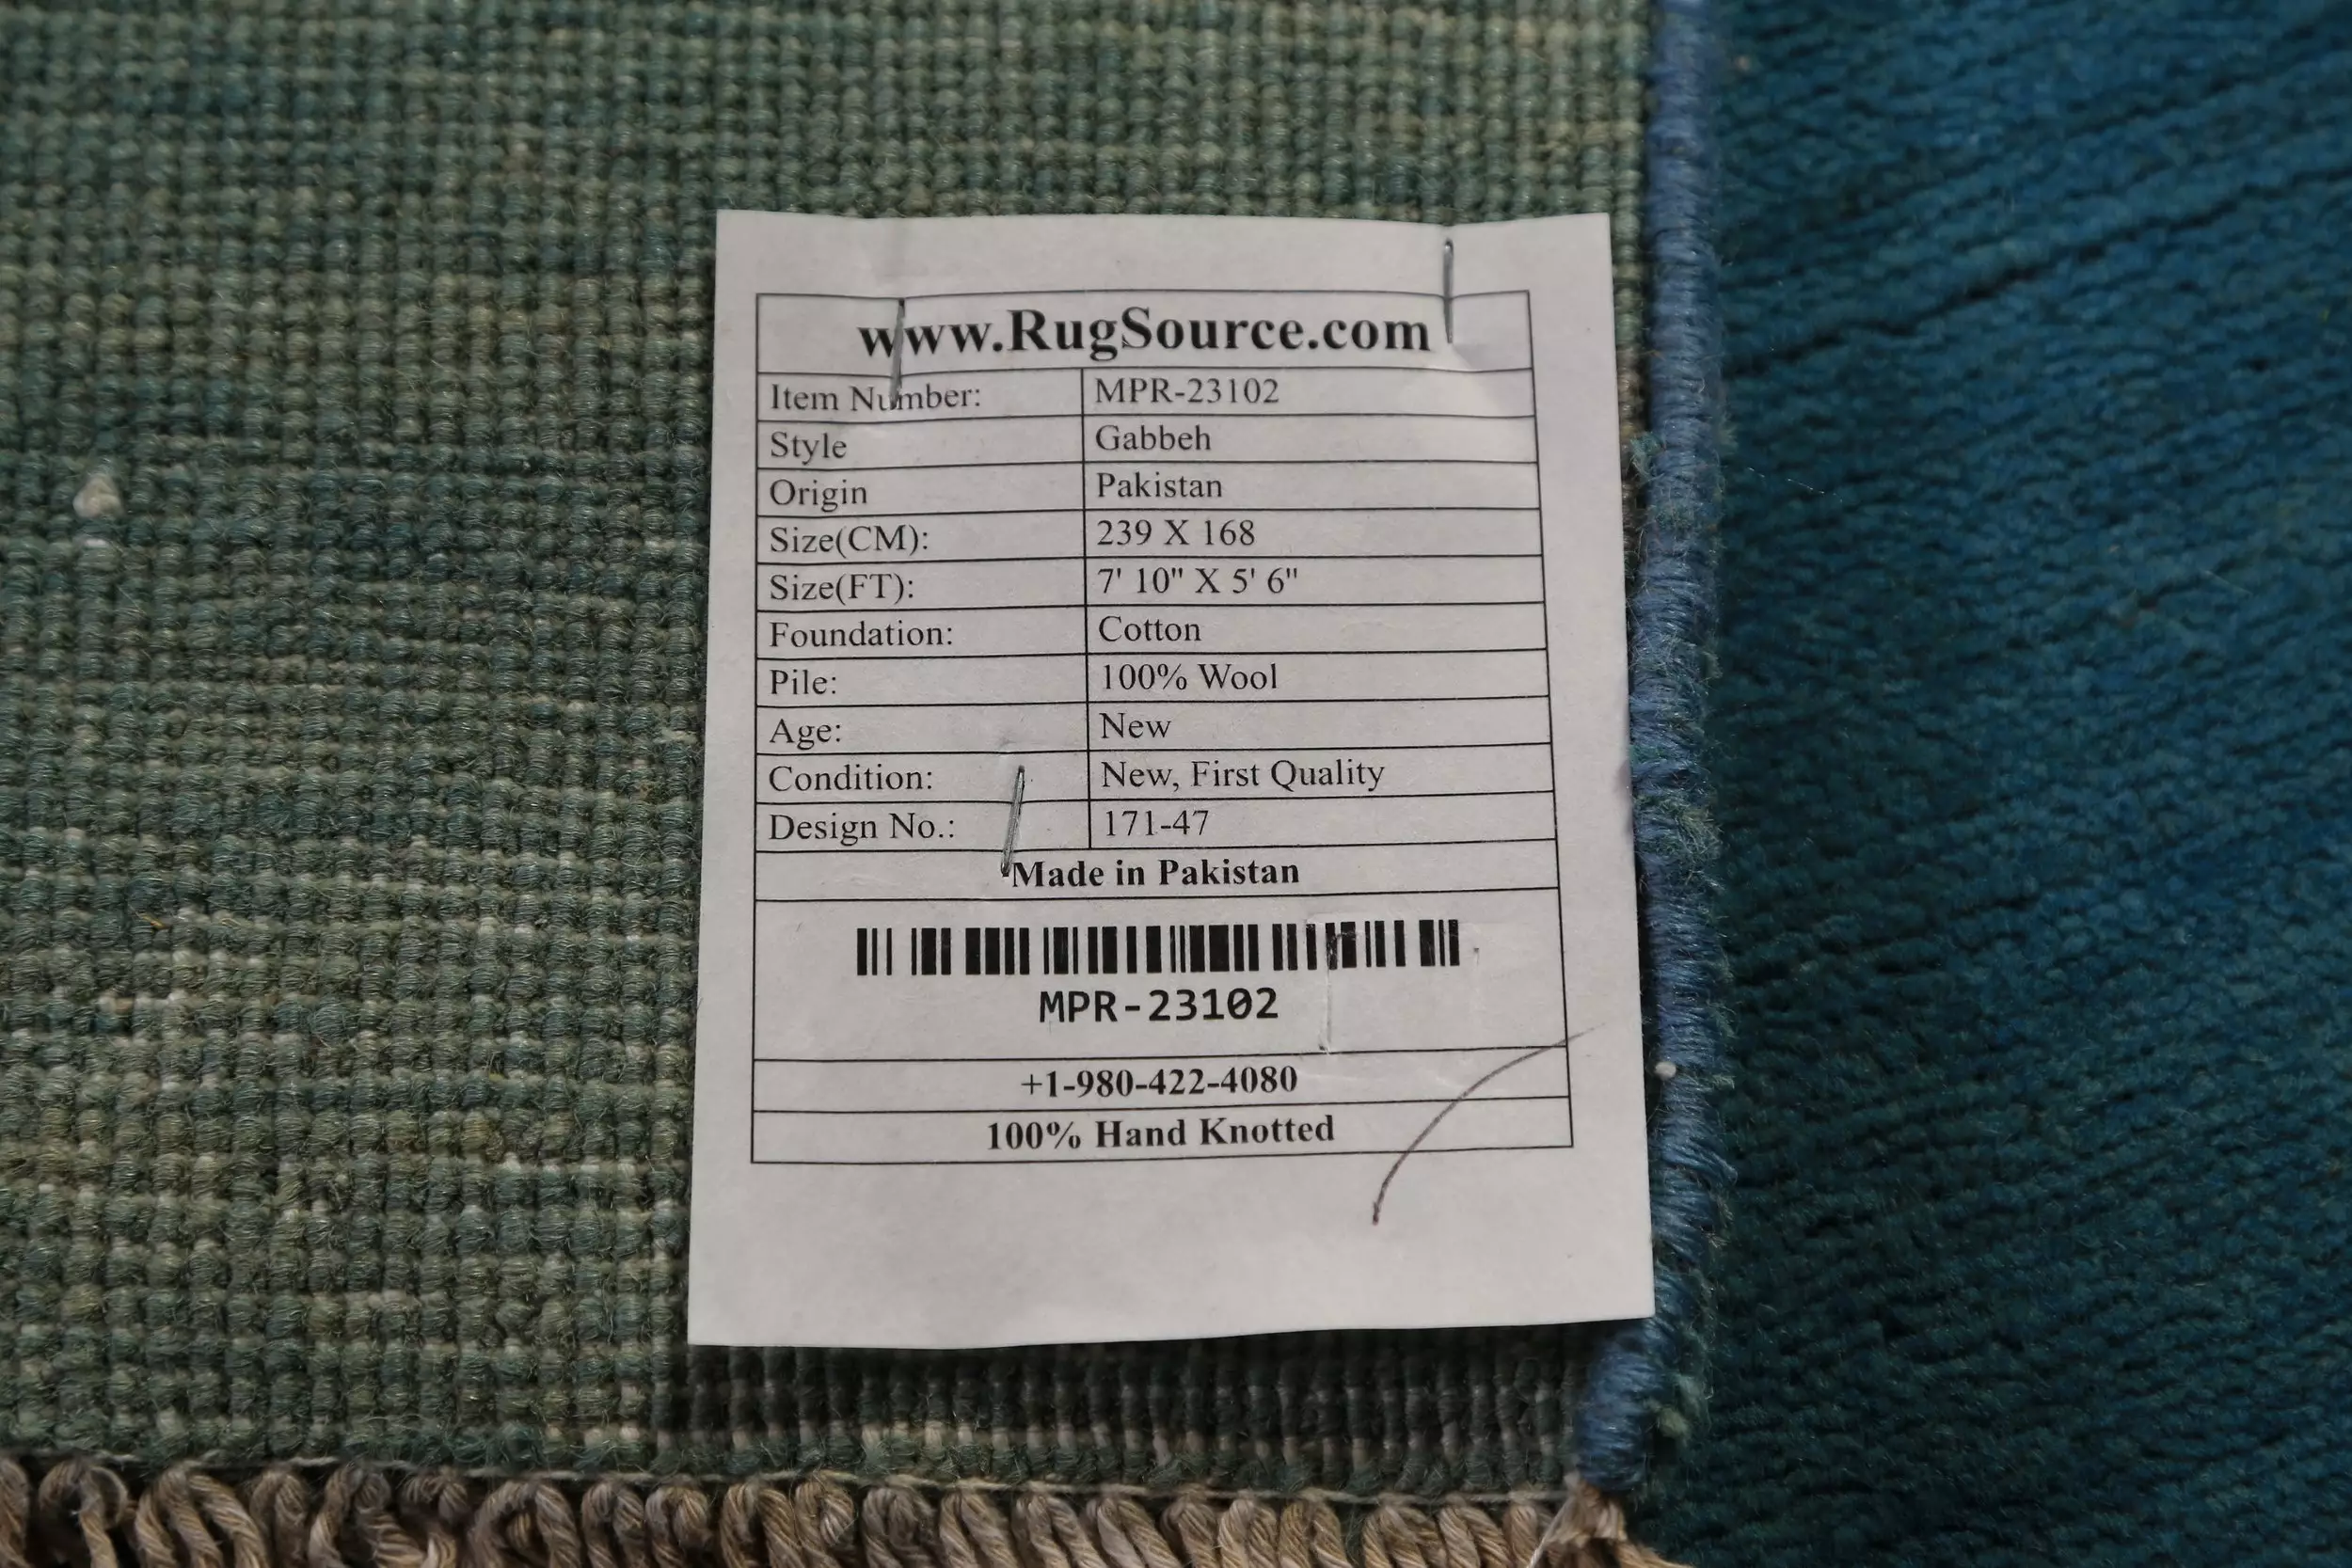 www.RugSource.com
Item Number: MPR-23102
Style Gabbeh
Origin Pakistan
Size(CM): 239 X 168
Size(FT): 7' 10" X 5' 6"
Foundation: Cotton
Pile: 100% Wool
Age: New
Condition: New, First Quality
Design No.: 171-47
Made in Pakistan
MPR-23102
+1-980-422-4080
100% Hand Knotted